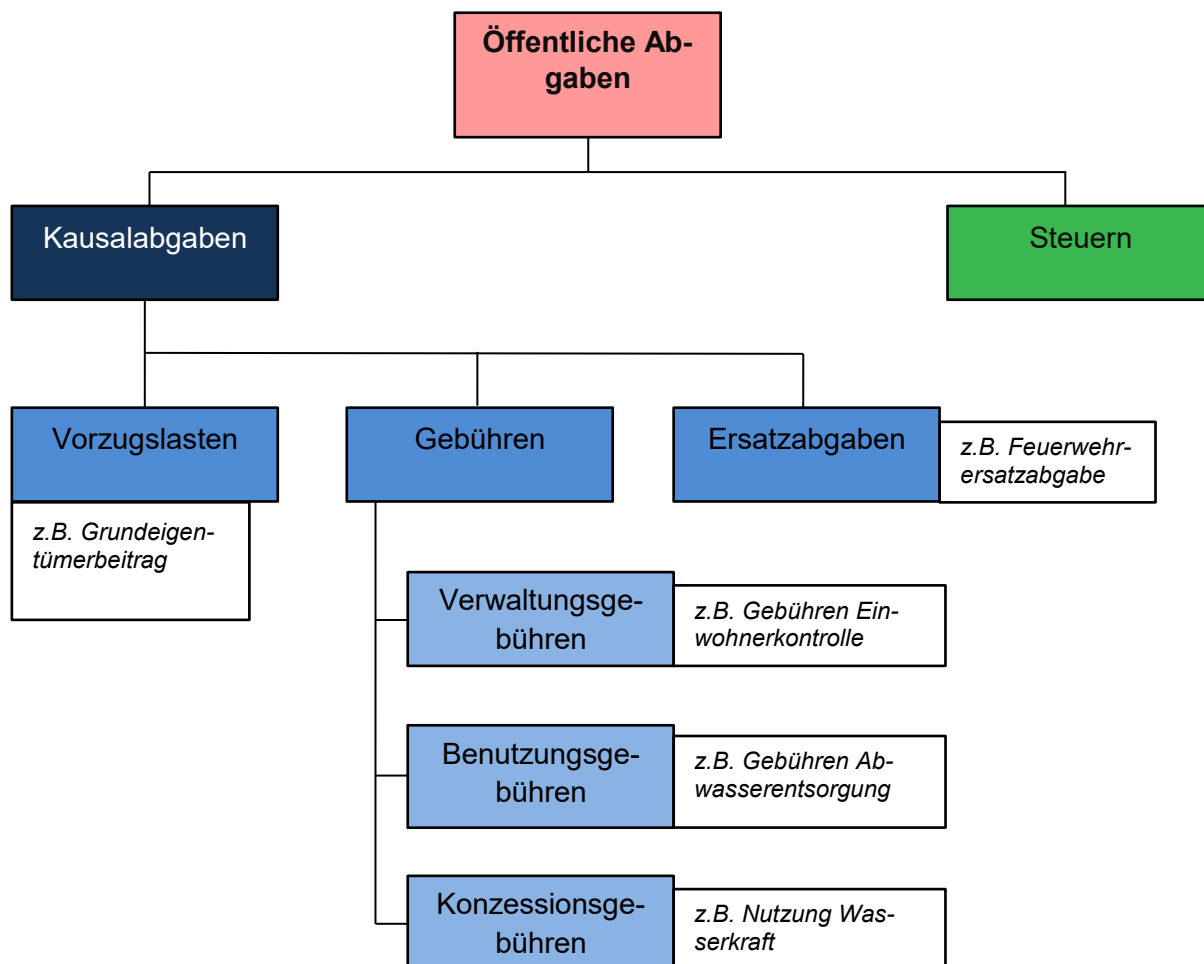 Öffentliche Ab-
gaben
Kausalabgaben
Steuern
Vorzugslasten
Gebühren
Ersatzabgaben
z.B. Feuerwehr-
ersatzabgabe
z.B. Grundeigen-
tümerbeitrag
Verwaltungsge-
bühren
z.B. Gebühren Ein-
wohnerkontrolle
Benutzungsge-
bühren
z.B. Gebühren Ab-
wasserentsorgung
Konzessionsge-
bühren
z.B. Nutzung Was-
serkraft